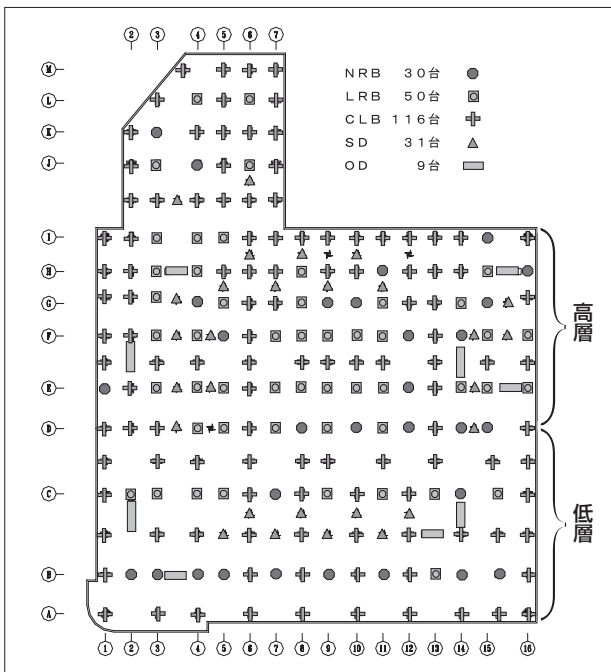 ② ③ ④ ⑤ ⑥ ⑦
Ⓜ
Ⓛ
Ⓚ
Ⓙ
Ⓘ
Ⓗ
Ⓖ
Ⓕ
Ⓔ
Ⓓ
Ⓒ
Ⓑ
Ⓐ
NRB 30台
LRB 50台
CLB 116台
SD 31台
OD 9台
高層
低層
① ② ③ ④ ⑤ ⑥ ⑦ ⑧ ⑨ ⑩ ⑪ ⑫ ⑬ ⑭ ⑮ ⑯